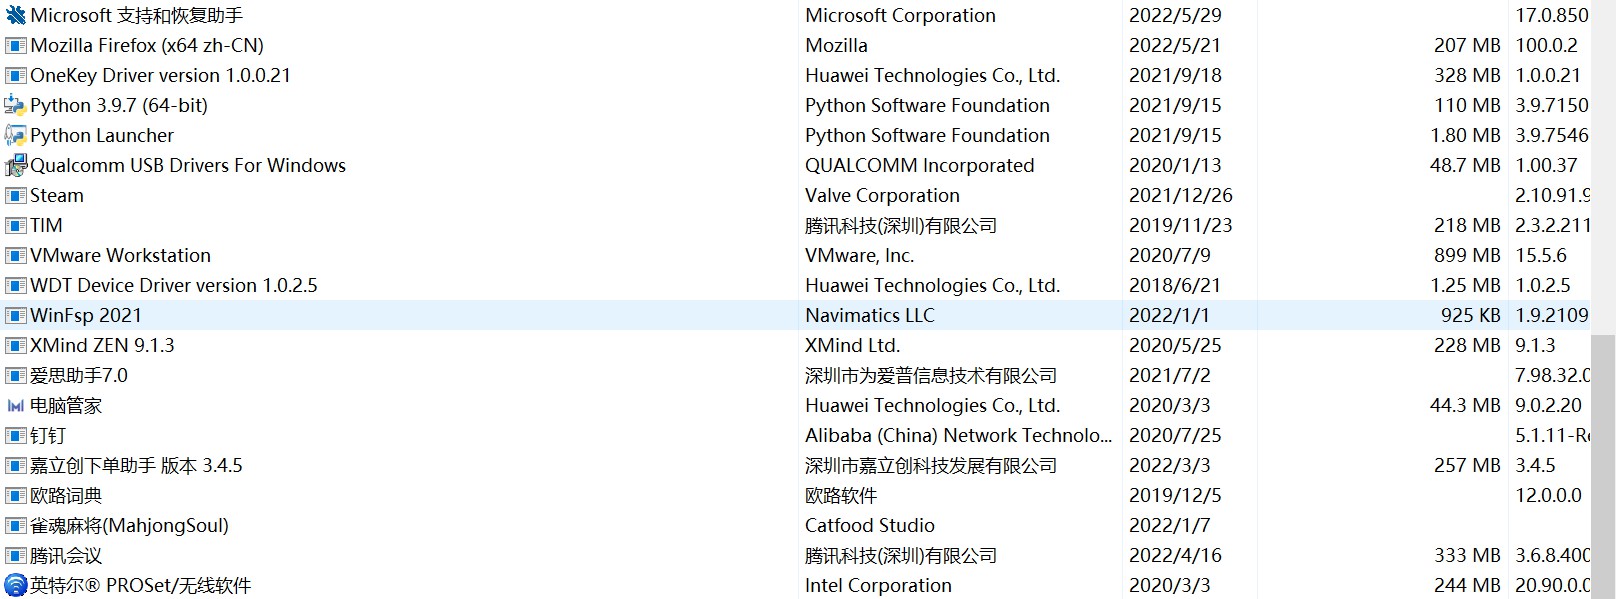 Microsoft 支持和恢复助手 Microsoft Corporation 2022/5/29 17.0.850
Mozilla Firefox (x64 zh-CN) Mozilla 2022/5/21 207 MB 100.0.2
OneKey Driver version 1.0.0.21 Huawei Technologies Co., Ltd. 2021/9/18 328 MB 1.0.0.21
Python 3.9.7 (64-bit) Python Software Foundation 2021/9/15 110 MB 3.9.7150
Python Launcher Python Software Foundation 2021/9/15 1.80 MB 3.9.7546
Qualcomm USB Drivers For Windows QUALCOMM Incorporated 2020/1/13 48.7 MB 1.00.37
Steam Valve Corporation 2021/12/26 2.10.91.9
TIM 腾讯科技(深圳)有限公司 2019/11/23 218 MB 2.3.2.211
VMware Workstation VMware, Inc. 2020/7/9 899 MB 15.5.6
WDT Device Driver version 1.0.2.5 Huawei Technologies Co., Ltd. 2018/6/21 1.25 MB 1.0.2.5
WinFsp 2021 Navimatics LLC 2022/1/1 925 KB 1.9.2109
XMind ZEN 9.1.3 XMind Ltd. 2020/5/25 228 MB 9.1.3
爱思助手7.0 深圳市为爱普信息技术有限公司 2021/7/2 7.98.32.0
电脑管家 Huawei Technologies Co., Ltd. 2020/3/3 44.3 MB 9.0.2.20
钉钉 Alibaba (China) Network Technolo... 2020/7/25 5.1.11-Re
嘉立创下单助手 版本 3.4.5 深圳市嘉立创科技发展有限公司 2022/3/3 257 MB 3.4.5
欧路词典 欧路软件 2019/12/5 12.0.0.0
雀魂麻将(MahjongSoul) Catfood Studio 2022/1/7
腾讯会议 腾讯科技(深圳)有限公司 2022/4/16 333 MB 3.6.8.400
英特尔® PROSet/无线软件 Intel Corporation 2020/3/3 244 MB 20.90.0.0